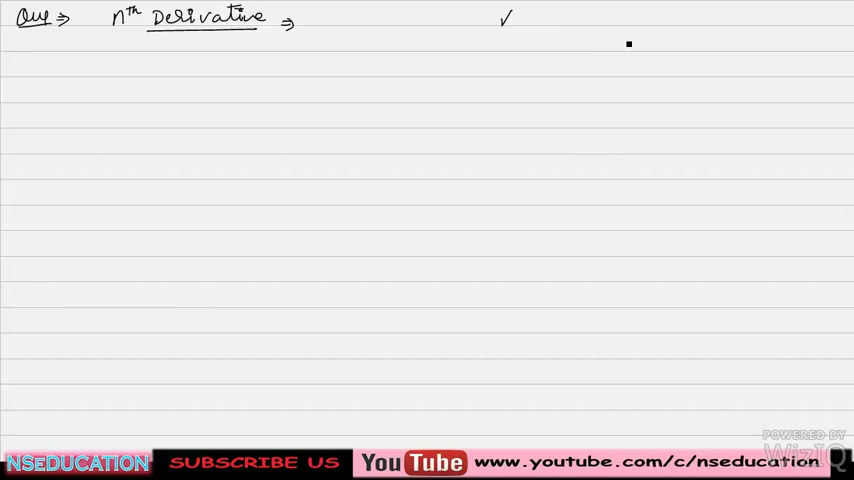 Que ⇒ nth Derivative ⇒ ✓
POWERED BY
WizIQ
NSEDUCATION SUBSCRIBE US YouTube www.youtube.com/c/nseducation